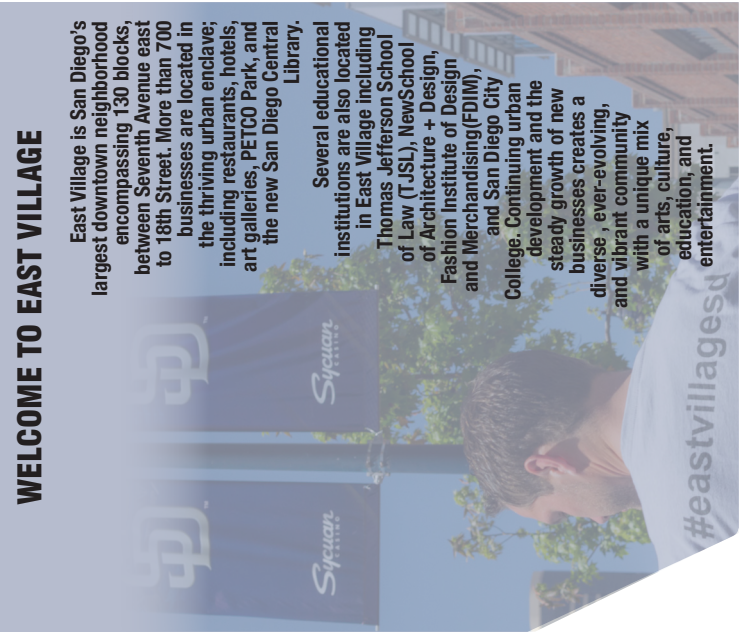 WELCOME TO EAST VILLAGE
East Village is San Diego's
largest downtown neighborhood
encompassing 130 blocks,
between Seventh Avenue east
to 18th Street. More than 700
businesses are located in
the thriving urban enclave;
including restaurants, hotels,
art galleries, PETCO Park, and
the new San Diego Central
Library.
Several educational
institutions are also located
in East Village including
Thomas Jefferson School
of Law (TJSL), NewSchool
of Architecture + Design,
Fashion Institute of Design
and Merchandising(FDIM),
and San Diego City
College. Continuing urban
development and the
steady growth of new
businesses creates a
diverse , ever-evolving,
and vibrant community
with a unique mix
of arts, culture,
education, and
entertainment.
SD
Sycuan
CASINO
SD
Sycuan
CASINO
#eastvillagesd